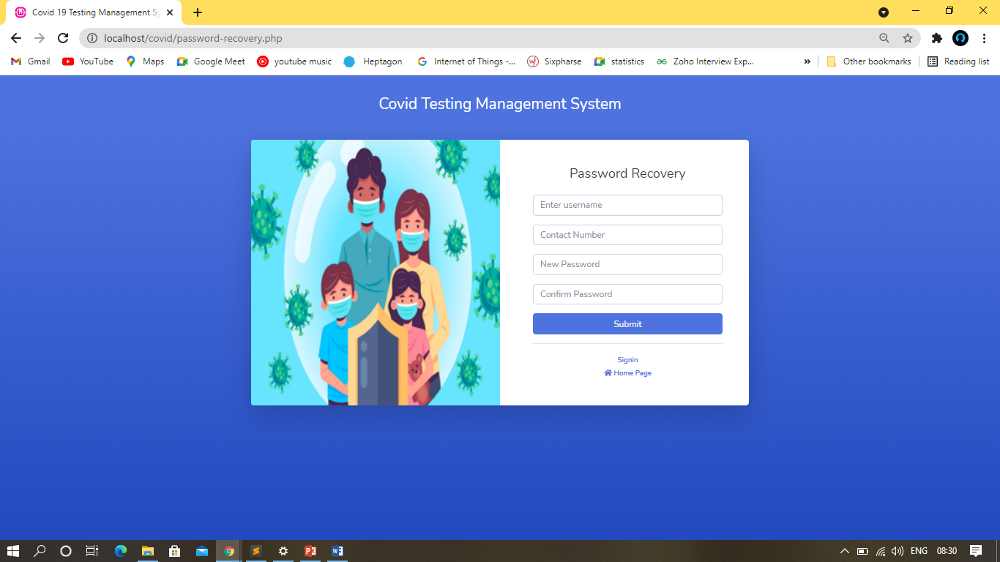 Covid 19 Testing Management Sy
localhost/covid/password-recovery.php
Gmail YouTube Maps Google Meet youtube music Heptagon Internet of Things -... Sixpharse statistics Zoho Interview Exp... » Other bookmarks Reading list
Covid Testing Management System
Password Recovery
Enter username
Contact Number
New Password
Confirm Password
Submit
Signin
Home Page
ENG 08:30